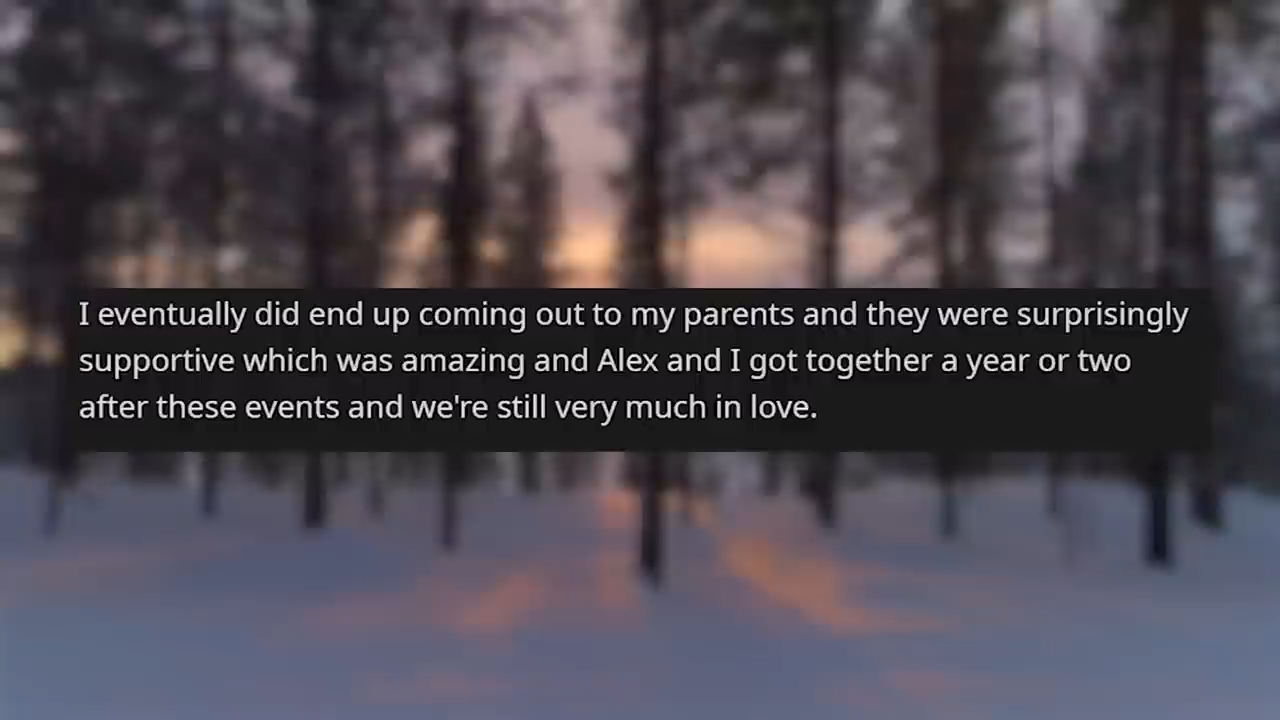 I eventually did end up coming out to my parents and they were surprisingly
supportive which was amazing and Alex and I got together a year or two
after these events and we're still very much in love.